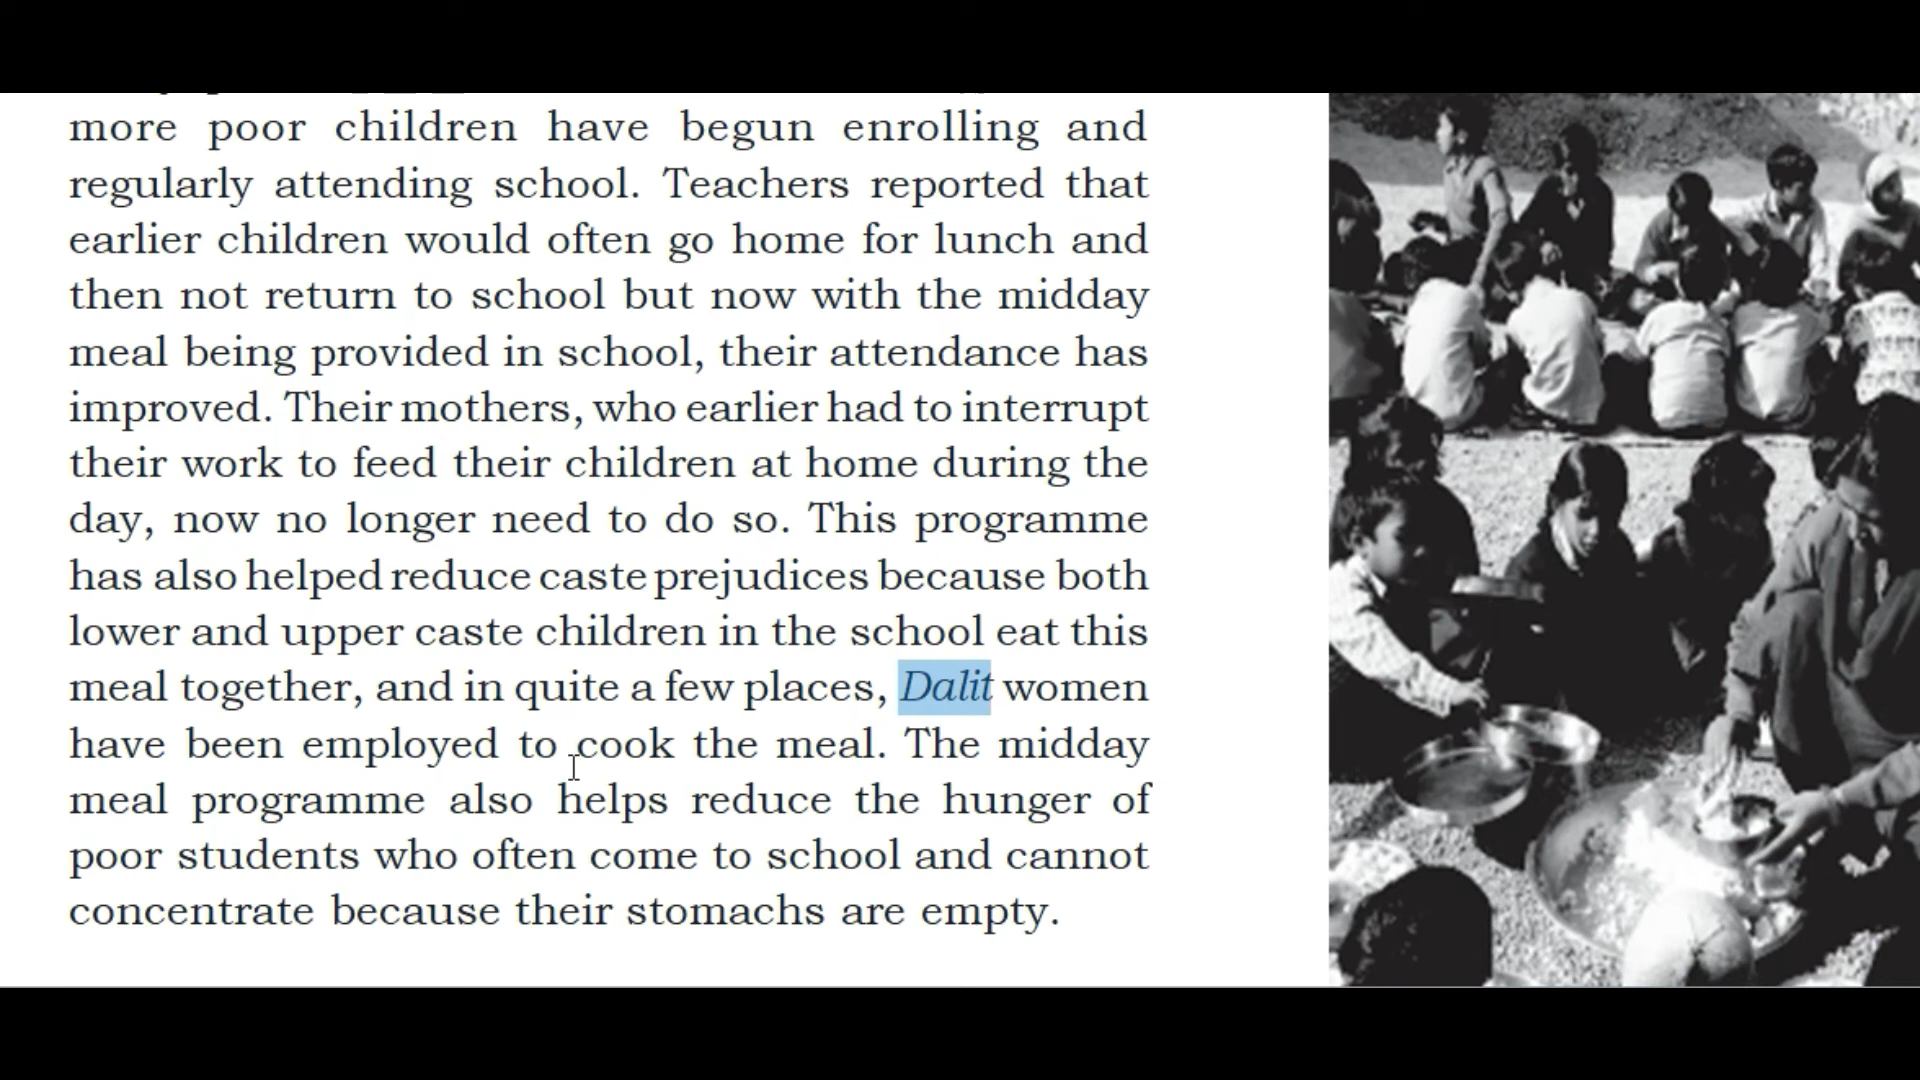 more poor children have begun enrolling and
regularly attending school. Teachers reported that
earlier children would often go home for lunch and
then not return to school but now with the midday
meal being provided in school, their attendance has
improved. Their mothers, who earlier had to interrupt
their work to feed their children at home during the
day, now no longer need to do so. This programme
has also helped reduce caste prejudices because both
lower and upper caste children in the school eat this
meal together, and in quite a few places, Dalit women
have been employed to cook the meal. The midday
meal programme also helps reduce the hunger of
poor students who often come to school and cannot
concentrate because their stomachs are empty.